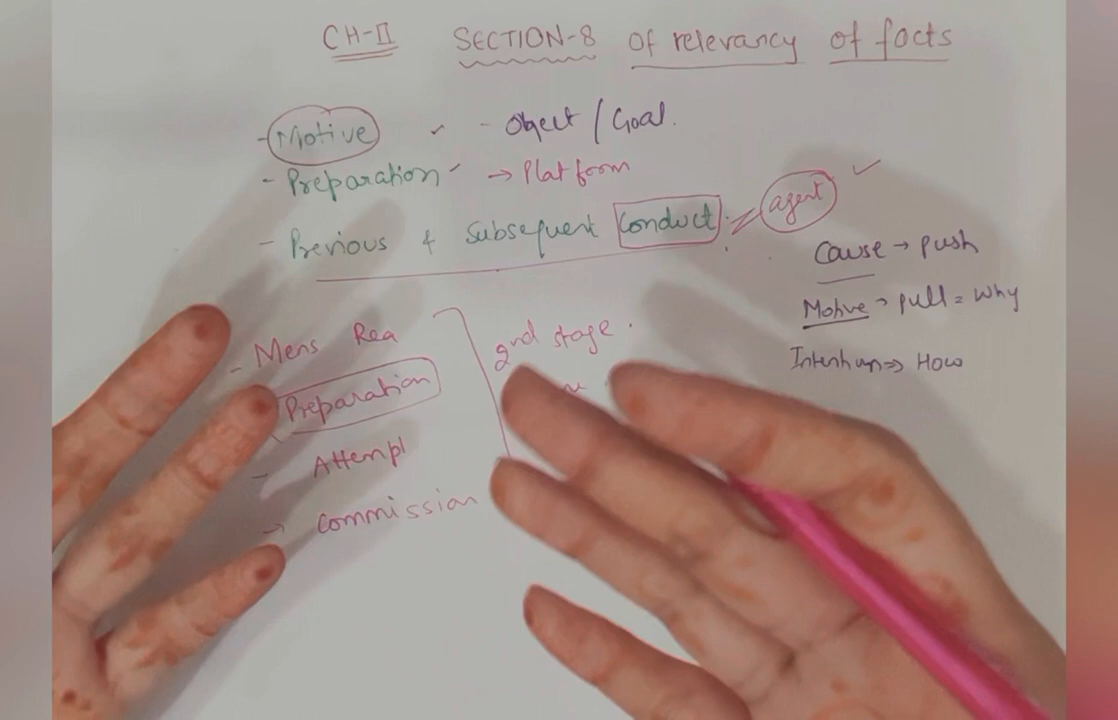 CH-II SECTION-8 of relevancy of facts
- Motive ✓ - Object / Goal.
- Preparation ✓ → Platform
- Previous & Subsequent Conduct. agent ✓
Cause → push
Motive → pull = Why
Intention ⇒ How
- Mens Rea
Preparation
- Attempt
→ Commission
2nd stage.